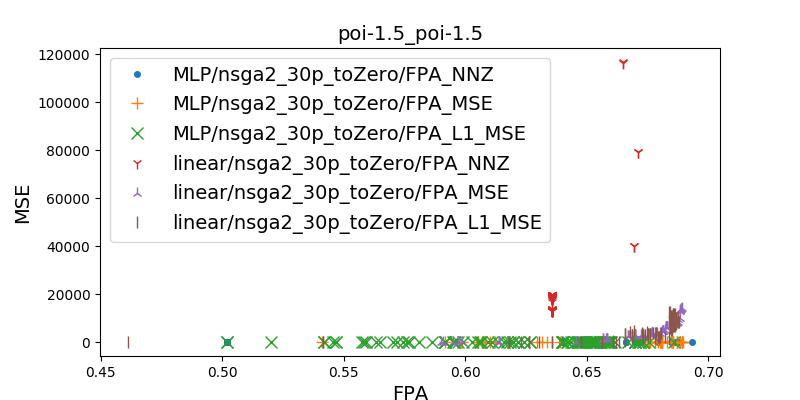 poi-1.5_poi-1.5
MLP/nsga2_30p_toZero/FPA_NNZ
MLP/nsga2_30p_toZero/FPA_MSE
MLP/nsga2_30p_toZero/FPA_L1_MSE
linear/nsga2_30p_toZero/FPA_NNZ
linear/nsga2_30p_toZero/FPA_MSE
linear/nsga2_30p_toZero/FPA_L1_MSE
MSE
120000
100000
80000
60000
40000
20000
0
0.45 0.50 0.55 0.60 0.65 0.70
FPA